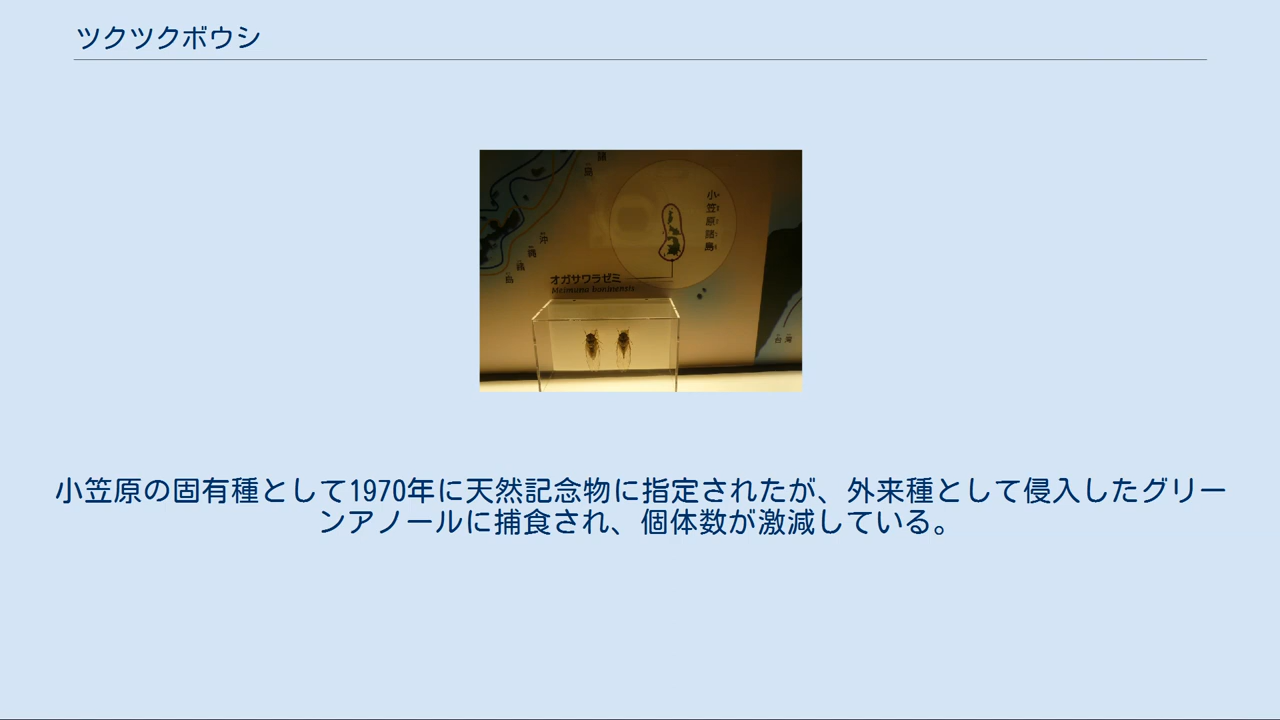 ツクツクボウシ
諸
島
小
笠
原
諸
島
沖
縄
諸
島
オガサワラゼミ
Meimuna boninensis
台湾
小笠原の固有種として1970年に天然記念物に指定されたが、外来種として侵入したグリー
ンアノールに捕食され、個体数が激減している。